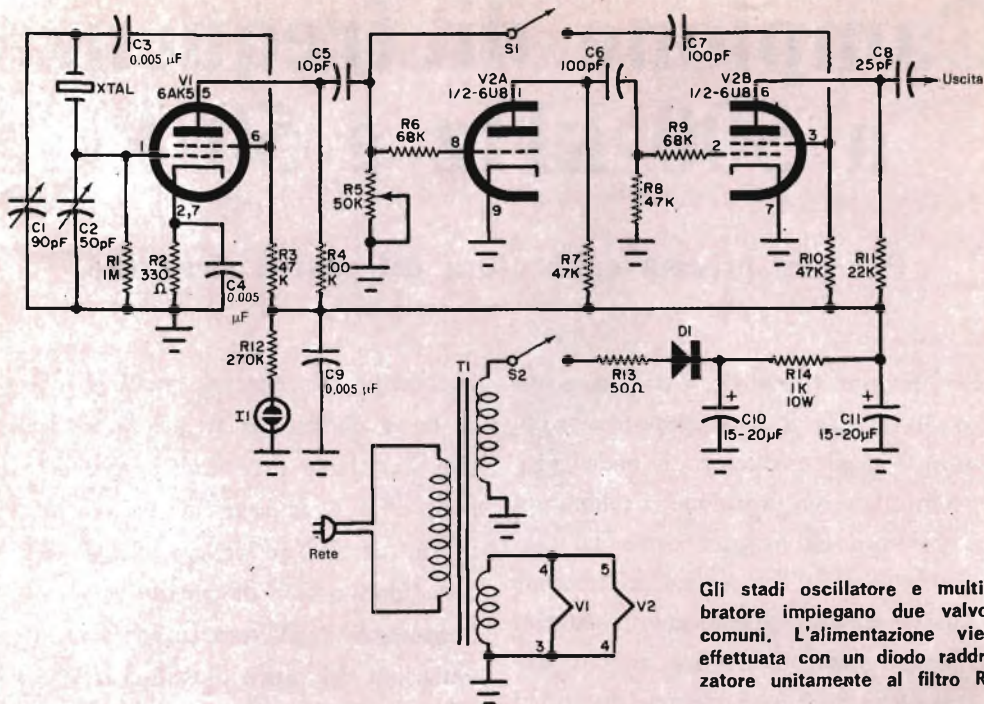 C3
0.005 µF
XTAL
V1
6AK5
5
1
6
2,7
C1
90pF
C2
50pF
R1
1M
R2
330
Ω
C4
0.005
µF
R3
47
K
R4
100
K
C5
10pF
R5
50K
R6
68K
S1
V2A
1/2-6U8
1
8
9
C6
100pF
R7
47K
R8
47K
R9
68K
C7
100pF
V2B
1/2-6U8
6
2
3
7
R10
47K
R11
22K
C8
25pF
Uscita
R12
270K
I1
C9
0.005 µF
T1
S2
R13
50Ω
D1
R14
1K
10W
+
C10
15-20µF
+
C11
15-20µF
Rete
4
V1
3
5
V2
4
Gli stadi oscillatore e multi
bratore impiegano due valvo
comuni. L'alimentazione vie
effettuata con un diodo raddr
zatore unitamente al filtro R